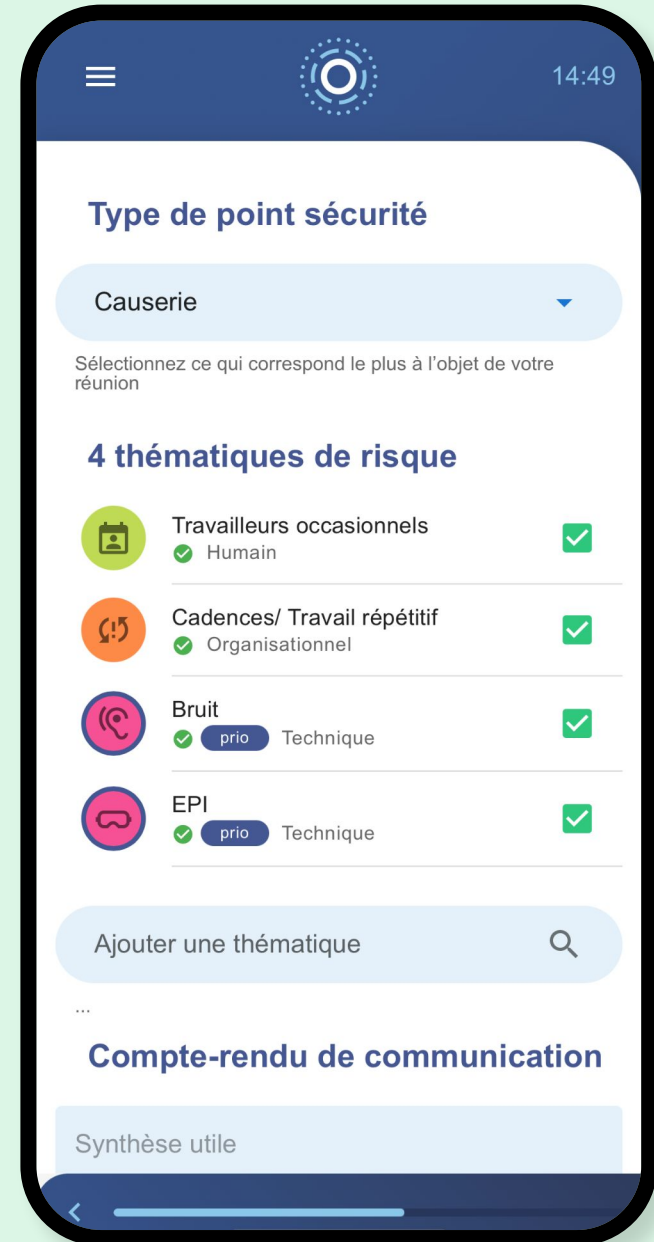 14:49
Type de point sécurité
Causerie
Sélectionnez ce qui correspond le plus à l'objet de votre
réunion
4 thématiques de risque
Travailleurs occasionnels
Humain
Cadences/ Travail répétitif
Organisationnel
Bruit
prio Technique
EPI
prio Technique
Ajouter une thématique
...
Compte-rendu de communication
Synthèse utile